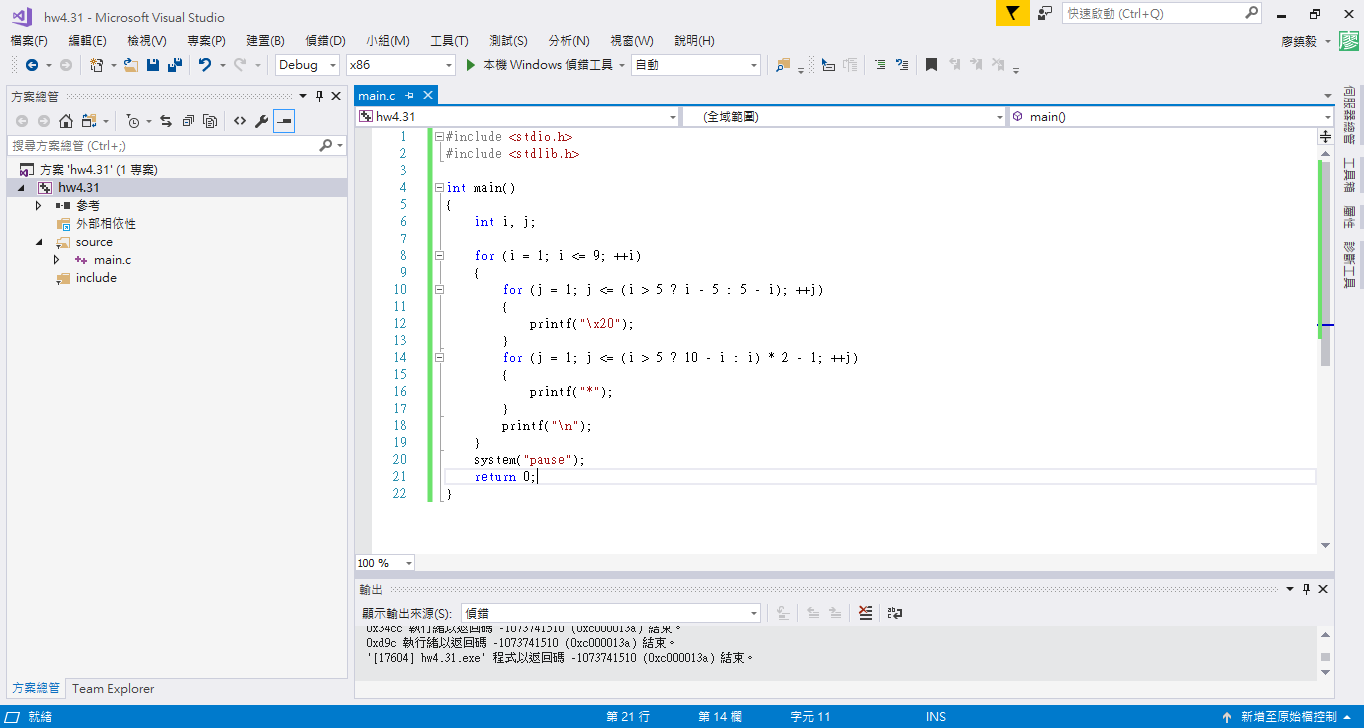 hw4.31 - Microsoft Visual Studio
快速啟動 (Ctrl+Q)
檔案(F) 編輯(E) 檢視(V) 專案(P) 建置(B) 偵錯(D) 小組(M) 工具(T) 測試(S) 分析(N) 視窗(W) 說明(H)
Debug x86 本機 Windows 偵錯工具 自動
方案總管
搜尋方案總管 (Ctrl+;)
方案 'hw4.31' (1 專案)
hw4.31
參考
外部相依性
source
main.c
include
方案總管 Team Explorer
main.c
hw4.31 (全域範圍) main()
1 #include <stdio.h>
2 #include <stdlib.h>
3
4 int main()
5 {
6 int i, j;
7
8 for (i = 1; i <= 9; ++i)
9 {
10 for (j = 1; j <= (i > 5 ? i - 5 : 5 - i); ++j)
11 {
12 printf("\x20");
13 }
14 for (j = 1; j <= (i > 5 ? 10 - i : i) * 2 - 1; ++j)
15 {
16 printf("*");
17 }
18 printf("\n");
19 }
20 system("pause");
21 return 0;
22 }
100 %
輸出
顯示輸出來源(S): 偵錯
0x34cc 執行緒以返回碼 -1073741510 (0xc000013a) 結束。
0xd9c 執行緒以返回碼 -1073741510 (0xc000013a) 結束。
'[17604] hw4.31.exe' 程式以返回碼 -1073741510 (0xc000013a) 結束。
伺服器總管
工具箱
屬性
診斷工具
就緒 第 21 行 第 14 欄 字元 11 INS 新增至原始檔控制